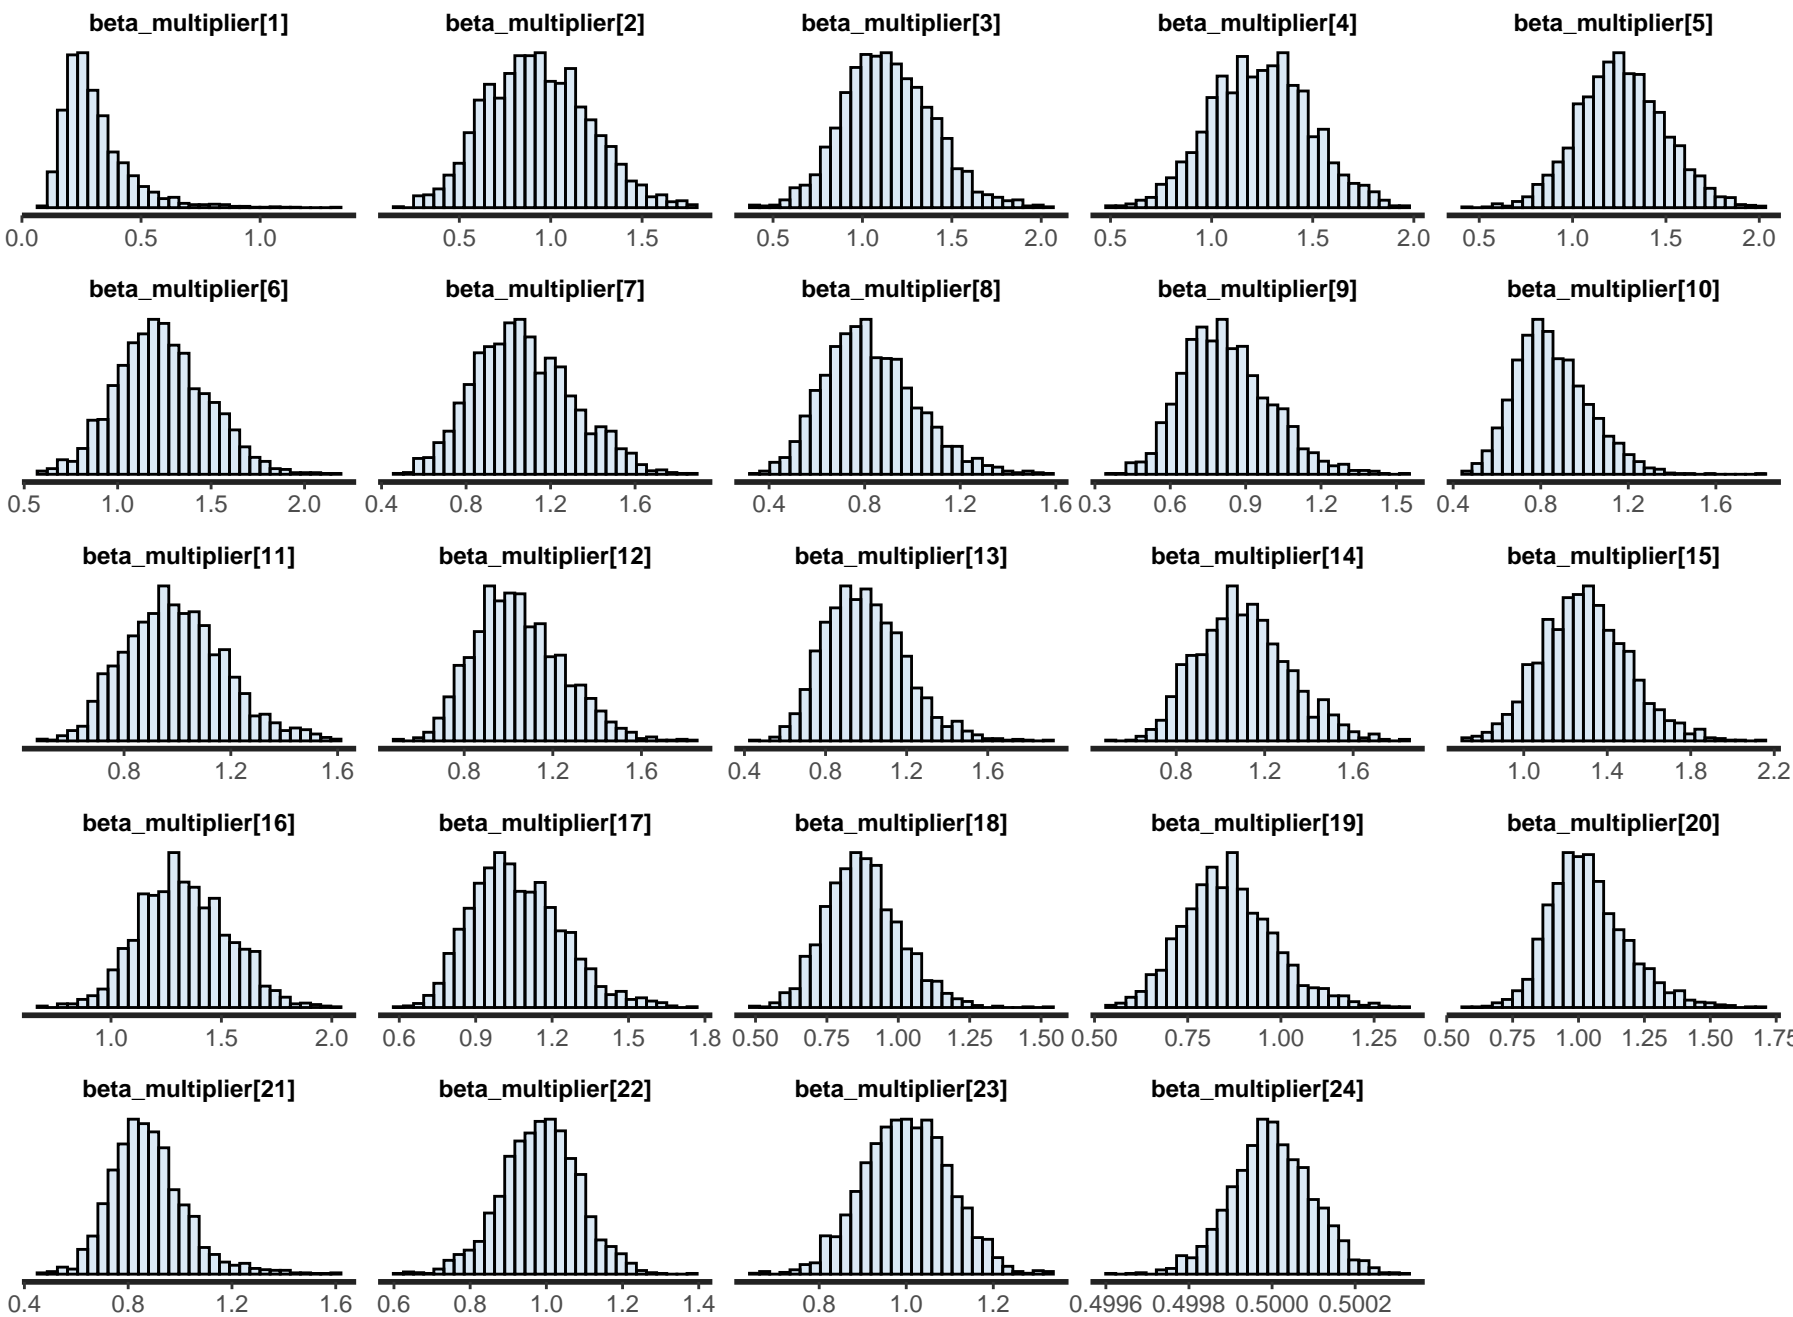 beta_multiplier[1] beta_multiplier[2] beta_multiplier[3] beta_multiplier[4] beta_multiplier[5]
0.0 0.5 1.0 0.5 1.0 1.5 0.5 1.0 1.5 2.0 0.5 1.0 1.5 2.0 0.5 1.0 1.5 2.0
beta_multiplier[6] beta_multiplier[7] beta_multiplier[8] beta_multiplier[9] beta_multiplier[10]
0.5 1.0 1.5 2.0 0.4 0.8 1.2 1.6 0.4 0.8 1.2 1.6 0.3 0.6 0.9 1.2 1.5 0.4 0.8 1.2 1.6
beta_multiplier[11] beta_multiplier[12] beta_multiplier[13] beta_multiplier[14] beta_multiplier[15]
0.8 1.2 1.6 0.8 1.2 1.6 0.4 0.8 1.2 1.6 0.8 1.2 1.6 1.0 1.4 1.8 2.2
beta_multiplier[16] beta_multiplier[17] beta_multiplier[18] beta_multiplier[19] beta_multiplier[20]
1.0 1.5 2.0 0.6 0.9 1.2 1.5 1.8 0.50 0.75 1.00 1.25 1.50 0.50 0.75 1.00 1.25 0.50 0.75 1.00 1.25 1.50 1.75
beta_multiplier[21] beta_multiplier[22] beta_multiplier[23] beta_multiplier[24]
0.4 0.8 1.2 1.6 0.6 0.8 1.0 1.2 1.4 0.8 1.0 1.2 0.4996 0.4998 0.5000 0.5002